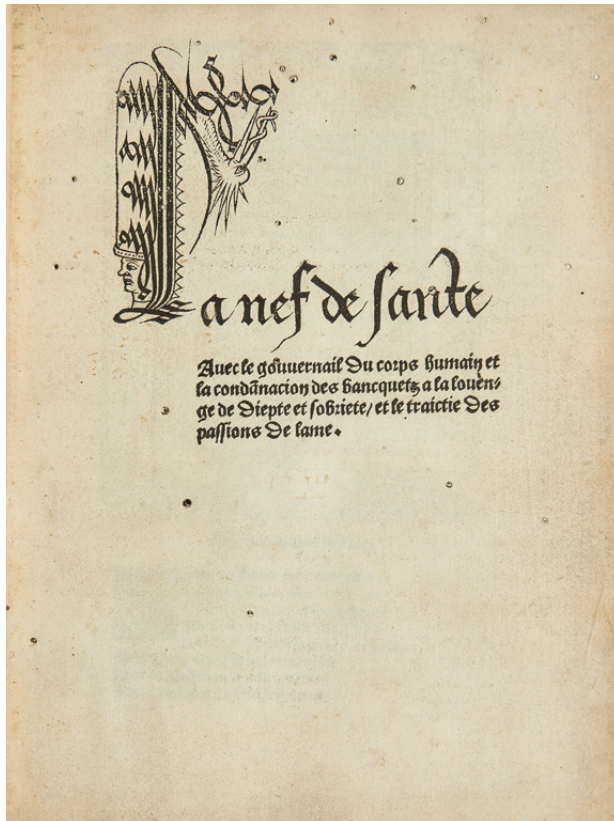 La nef de sante
Auec le gouuernail du corps humain et
la condānacion des bancquetz a la louen-
ge de diepte et sobriete/ et le traictie des
passions de lame.